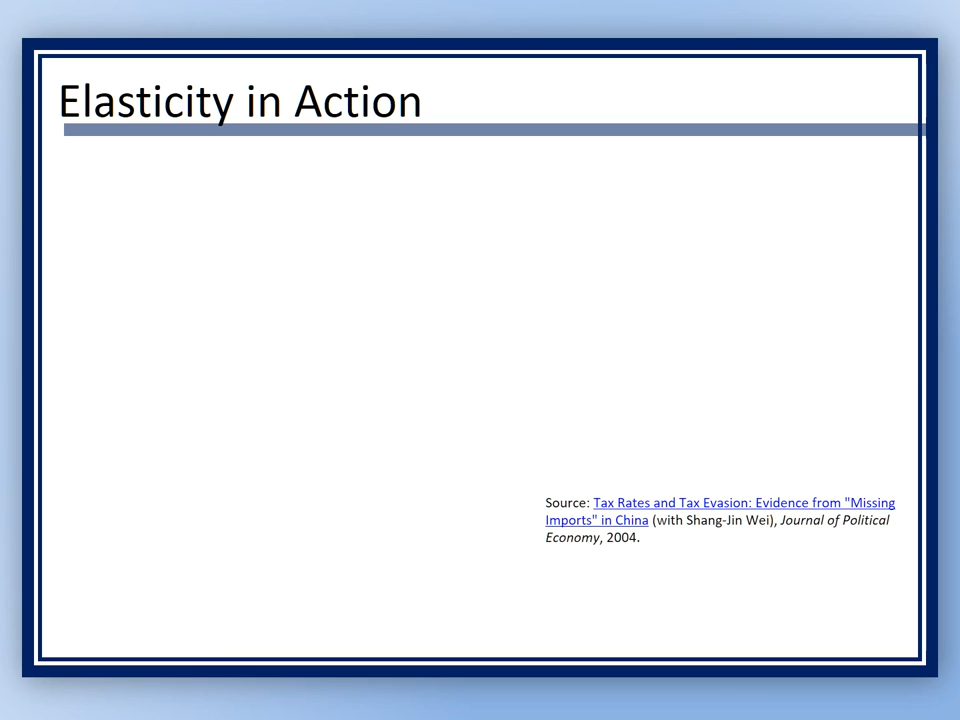 Elasticity in Action
Source: Tax Rates and Tax Evasion: Evidence from "Missing
Imports" in China (with Shang-Jin Wei), Journal of Political
Economy, 2004.